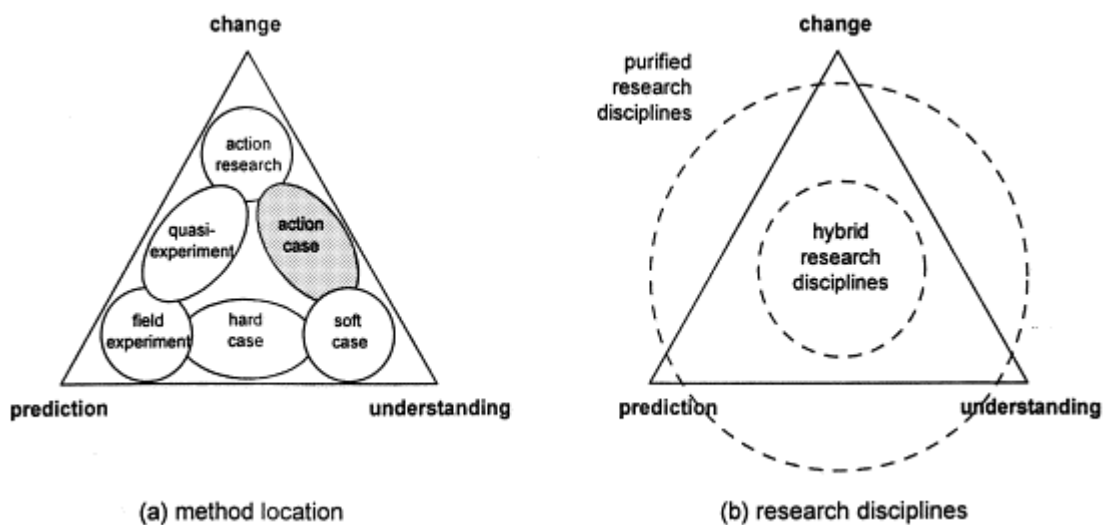 change
action
research
quasi-
experiment
action
case
field
experiment
hard
case
soft
case
prediction
understanding
(a) method location
change
purified
research
disciplines
hybrid
research
disciplines
prediction
understanding
(b) research disciplines